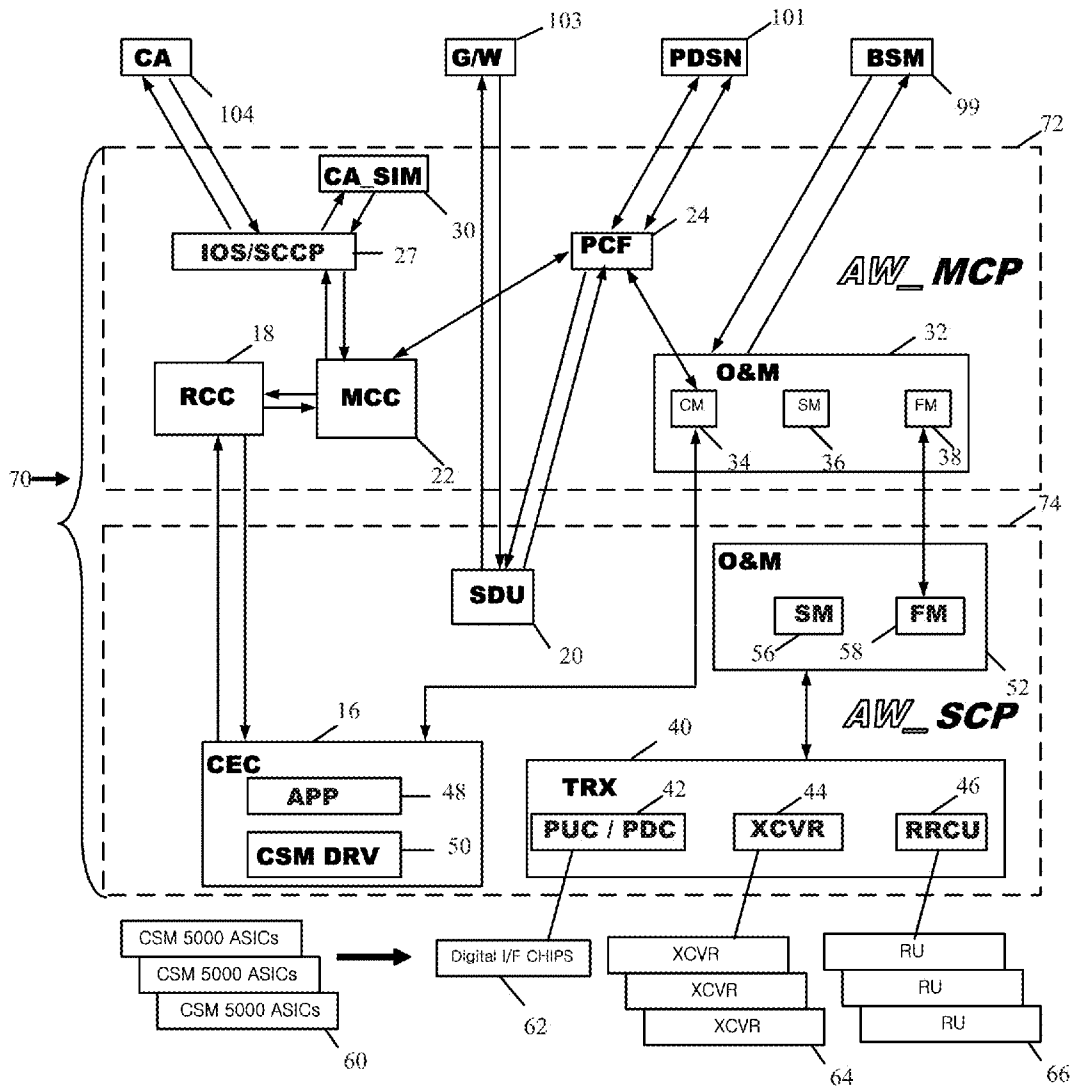 103
101
CA
G/W
PDSN
BSM
104
99
72
CA_SIM
30
24
IOS/SCCP
27
PCF
AW_MCP
18
32
RCC
MCC
O&M
CM
SM
FM
22
34
36
38
70
74
O&M
SDU
SM
FM
20
56
58
52
AW_SCP
16
40
CEC
TRX
APP
48
42
44
46
PUC / PDC
XCVR
RRCU
CSM DRV
50
CSM 5000 ASICs
CSM 5000 ASICs
CSM 5000 ASICs
60
Digital I/F CHIPS
62
XCVR
XCVR
XCVR
64
RU
RU
RU
66